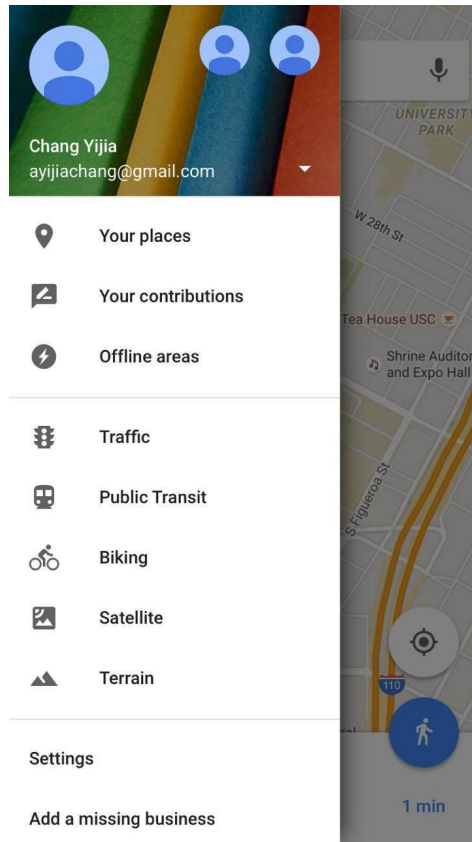 Chang Yijia
ayijiachang@gmail.com
Your places
Your contributions
Offline areas
Traffic
Public Transit
Biking
Satellite
Terrain
Settings
Add a missing business
UNIVERSITY
PARK
W 28th St
Tea House USC
Shrine Auditor
and Expo Hall
S Figueroa St
110
1 min